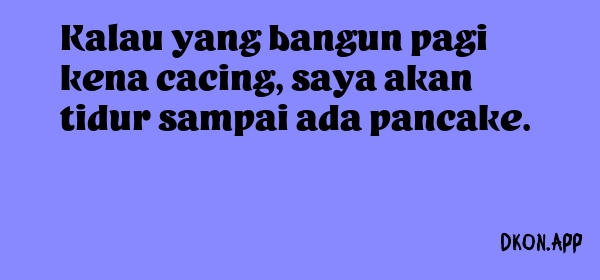 Kalau yang bangun pagi
kena cacing, saya akan
tidur sampai ada pancake.
DKON.APP